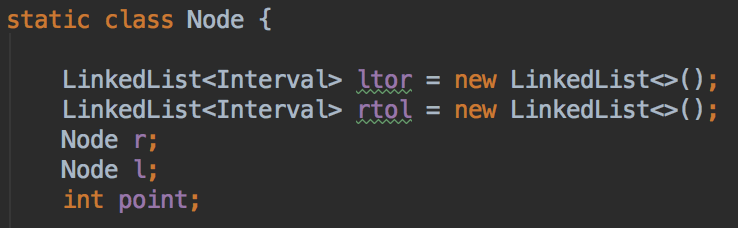 static class Node {
LinkedList<Interval> ltor = new LinkedList<>();
LinkedList<Interval> rtol = new LinkedList<>();
Node r;
Node l;
int point;